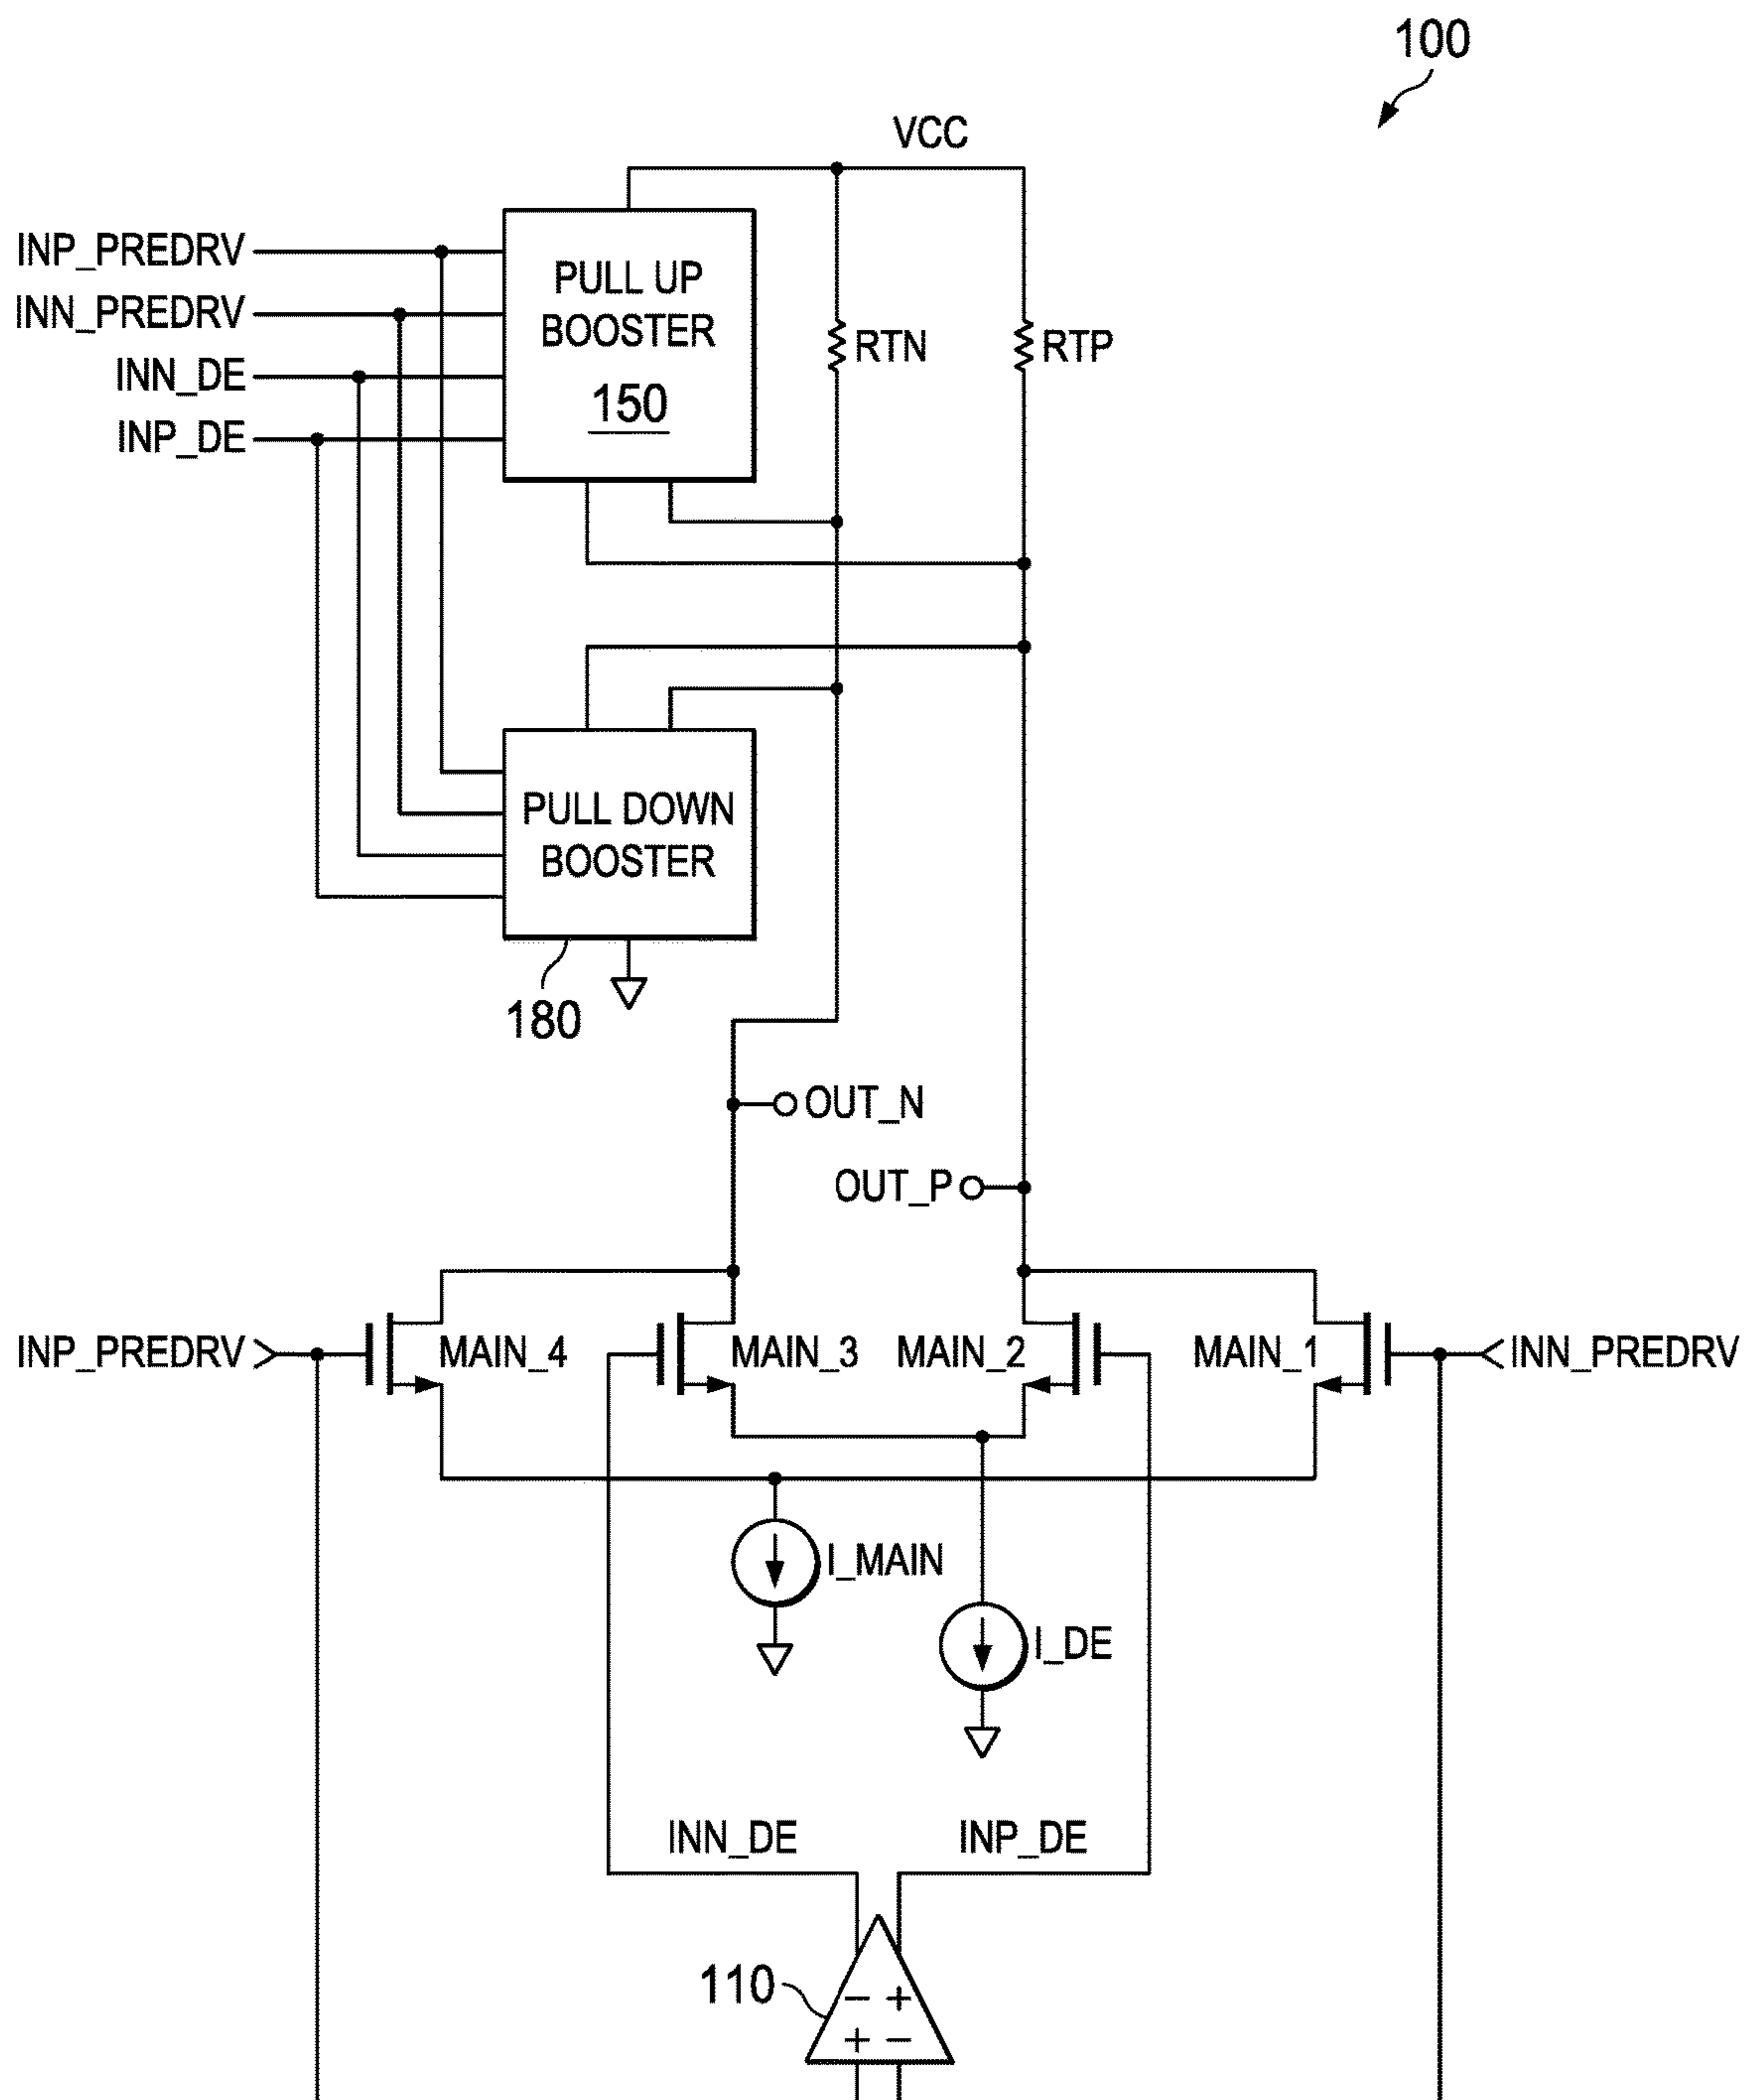 100
VCC
INP_PREDRV
INN_PREDRV
INN_DE
INP_DE
PULL UP
BOOSTER
150
RTN
RTP
PULL DOWN
BOOSTER
180
OUT_N
OUT_P
INP_PREDRV
MAIN_4
MAIN_3
MAIN_2
MAIN_1
INN_PREDRV
I_MAIN
I_DE
INN_DE
INP_DE
110
− +
+ −